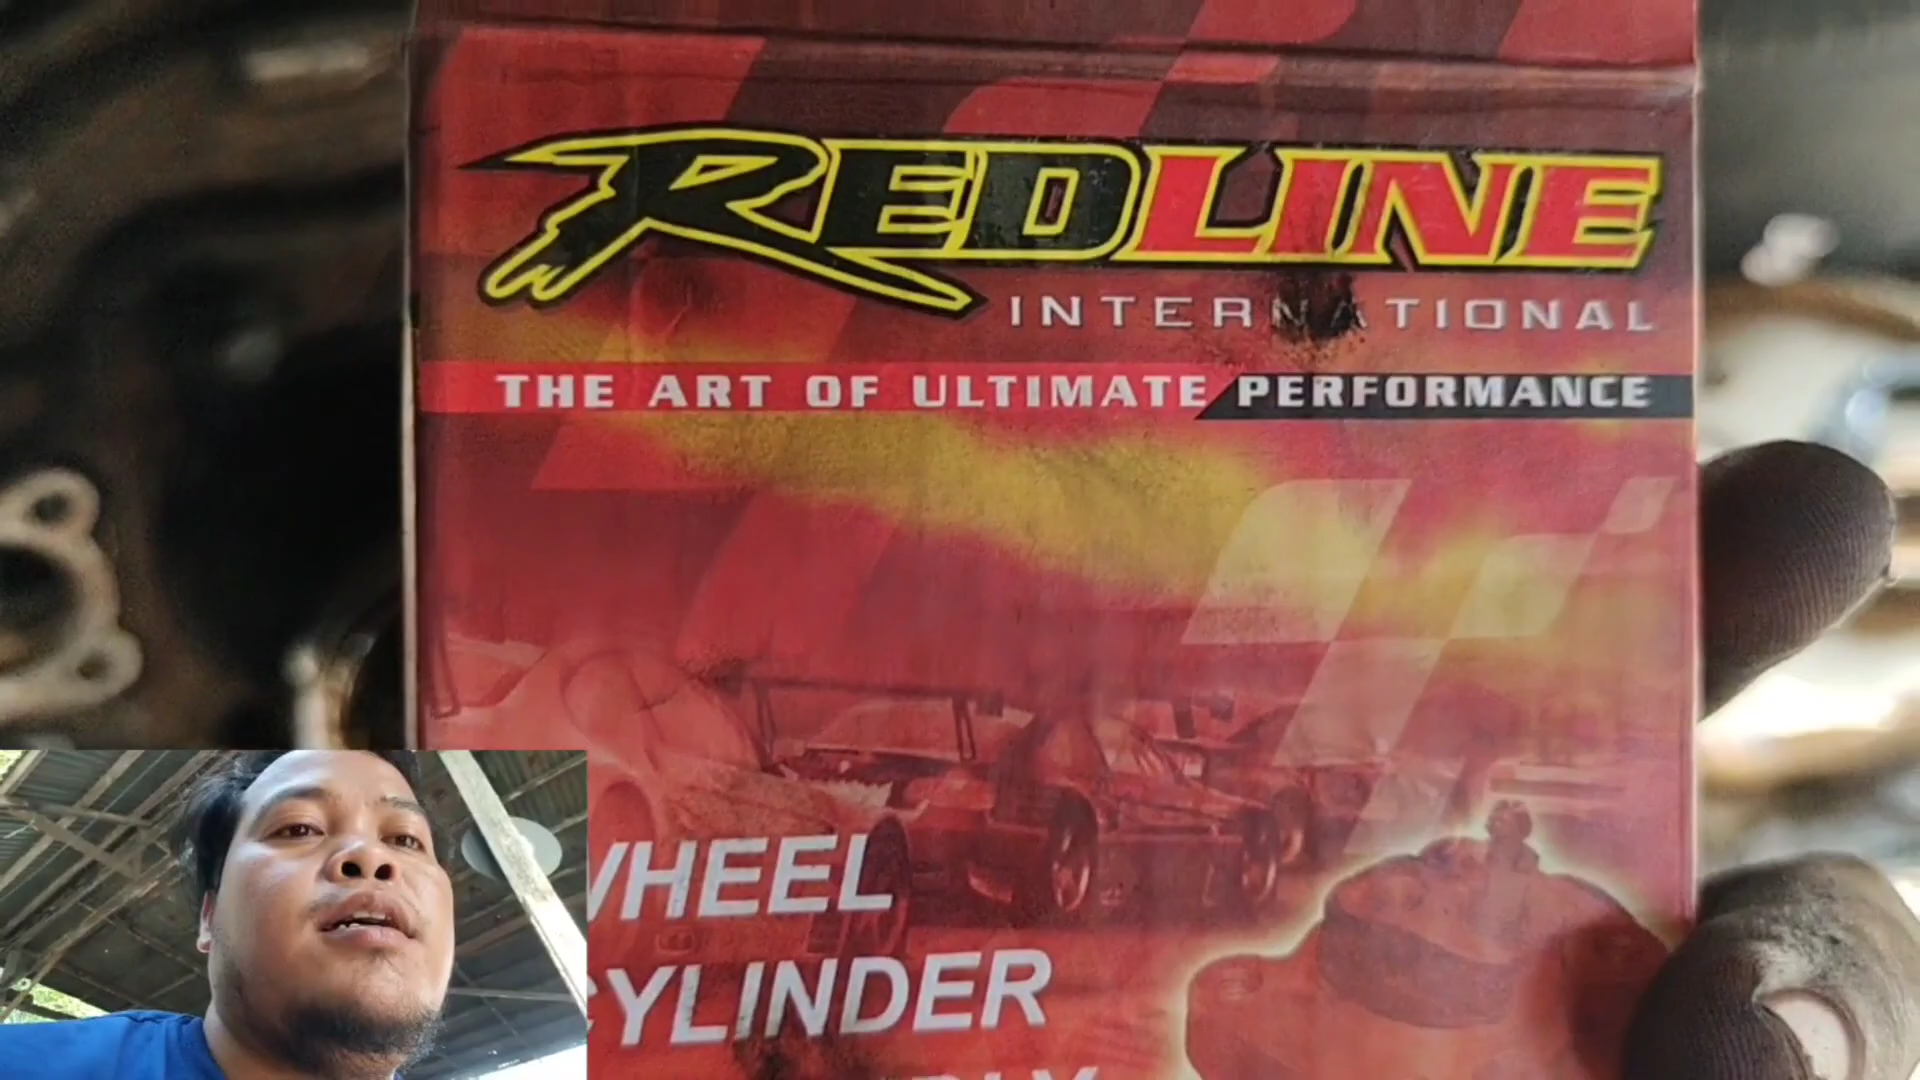 REDLINE
INTERNATIONAL
THE ART OF ULTIMATE PERFORMANCE
WHEEL
CYLINDER